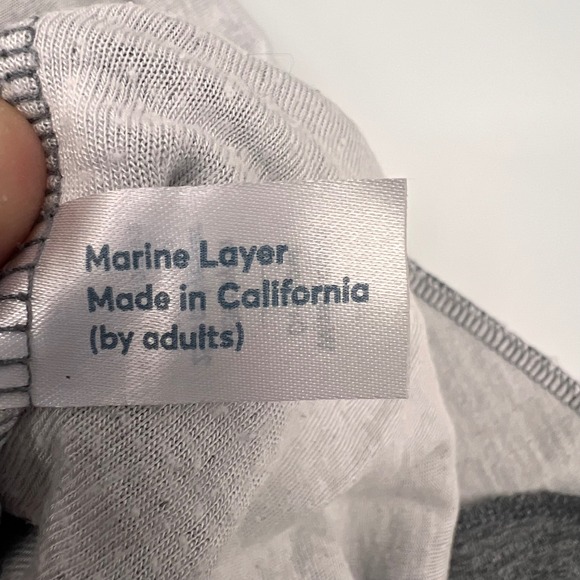 Marine Layer
Made in California
(by adults)